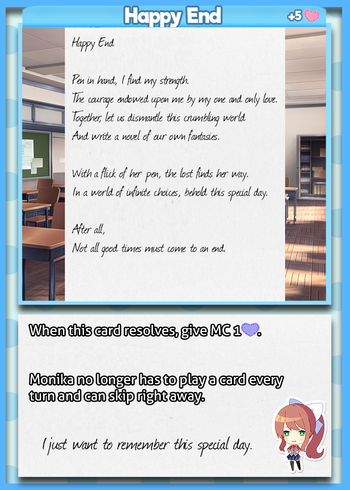 Happy End
+5
Happy End
Pen in hand, I find my strength.
The courage endowed upon me by my one and only love.
Together, let us dismantle this crumbling world
And write a novel of our own fantasies.
With a flick of her pen, the lost finds her way.
In a world of infinite choices, behold this special day.
After all,
Not all good times must come to an end.
When this card resolves, give MC 1.
Monika no longer has to play a card every
turn and can skip right away.
I just want to remember this special day.